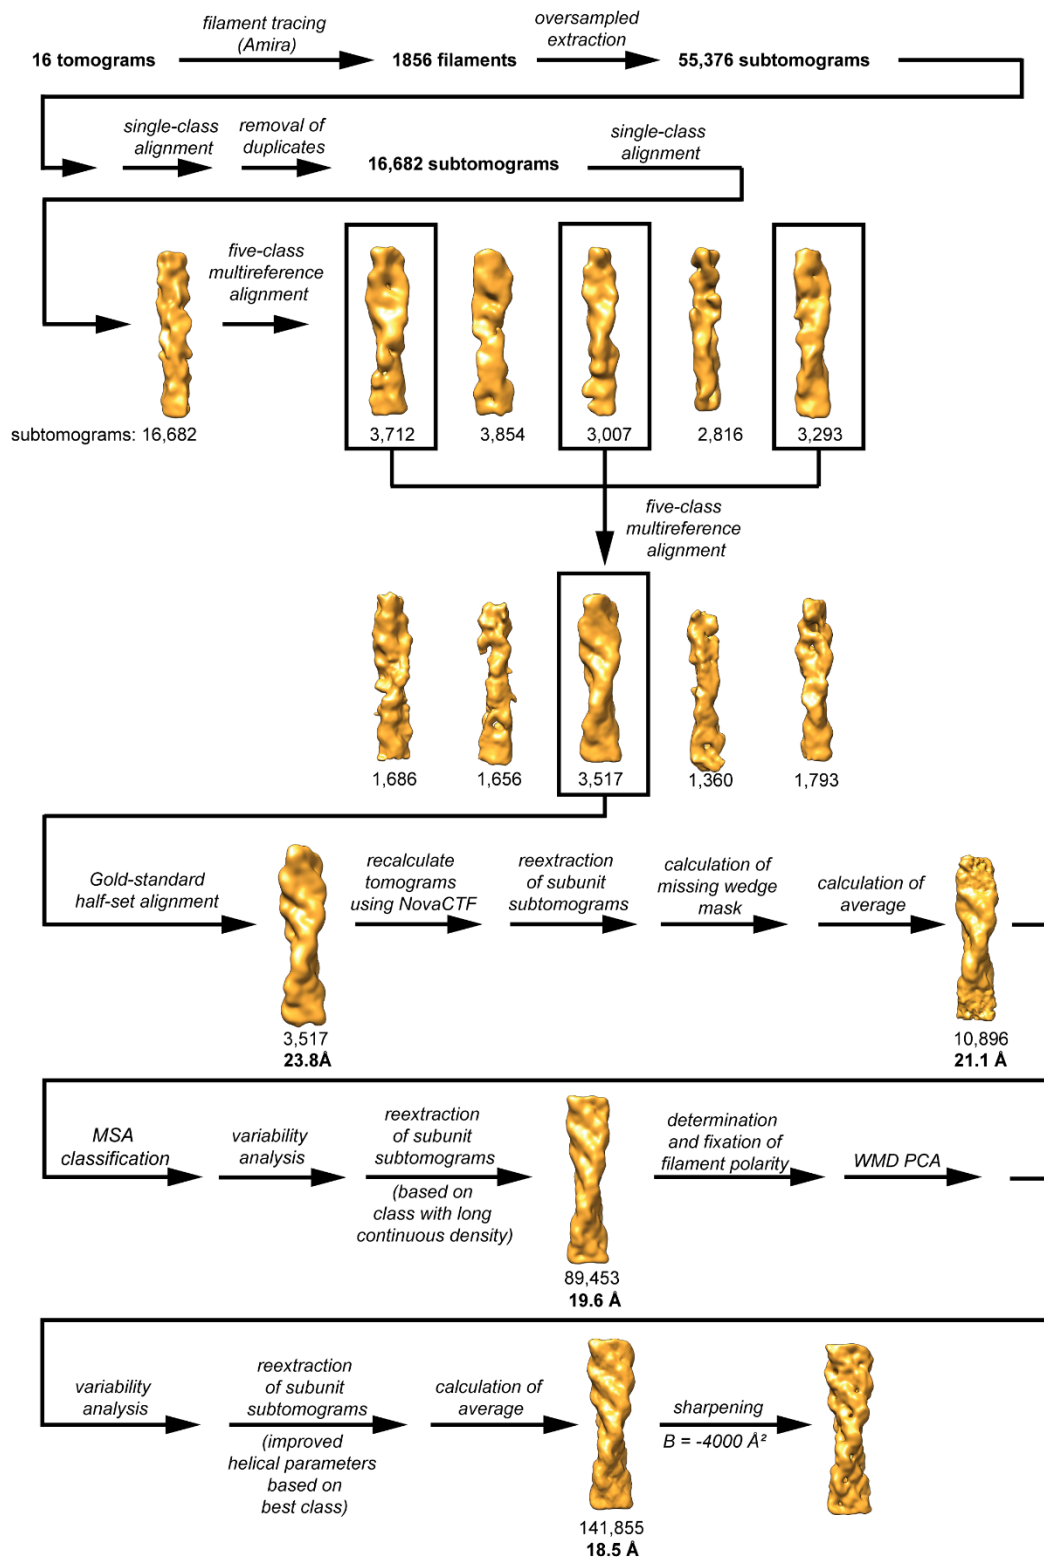 filament tracing
(Amira)
oversampled
extraction
16 tomograms
1856 filaments
55,376 subtomograms
single-class
alignment
removal of
duplicates
16,682 subtomograms
single-class
alignment
five-class
multireference
alignment
subtomograms: 16,682
3,712
3,854
3,007
2,816
3,293
five-class
multireference
alignment
1,686
1,656
3,517
1,360
1,793
Gold-standard
half-set alignment
3,517
23.8Å
recalculate
tomograms
using NovaCTF
reextraction
of subunit
subtomograms
calculation of
missing wedge
mask
calculation of
average
10,896
21.1 Å
MSA
classification
variability
analysis
reextraction
of subunit
subtomograms
(based on
class with long
continuous density)
89,453
19.6 Å
determination
and fixation of
filament polarity
WMD PCA
variability
analysis
reextraction
of subunit
subtomograms
(improved
helical parameters
based on
best class)
calculation of
average
141,855
18.5 Å
sharpening
B = -4000 Å²